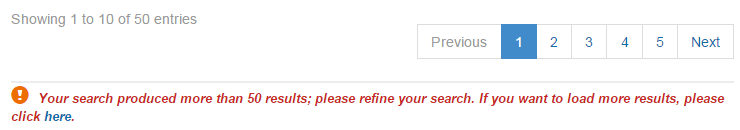 Showing 1 to 10 of 50 entries
Previous 1 2 3 4 5 Next
Your search produced more than 50 results; please refine your search. If you want to load more results, please
click here.